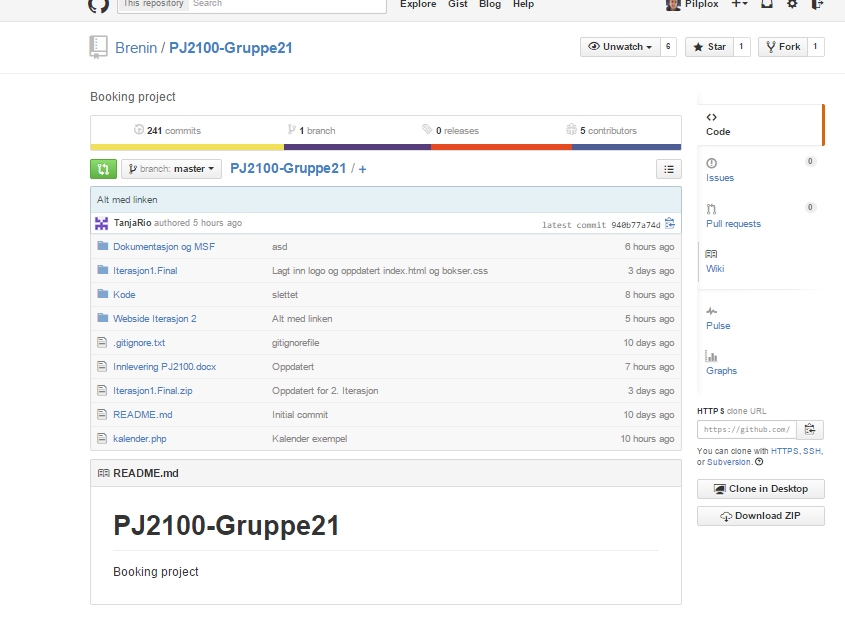 This repository Search Explore Gist Blog Help Pilplox
Brenin / PJ2100-Gruppe21 Unwatch 6 Star 1 Fork 1
Booking project
241 commits 1 branch 0 releases 5 contributors
branch: master PJ2100-Gruppe21 / +
Alt med linken
TanjaRio authored 5 hours ago latest commit 940b77a74d
Dokumentasjon og MSF asd 6 hours ago
Iterasjon1.Final Lagt inn logo og oppdatert index.html og bokser.css 3 days ago
Kode slettet 8 hours ago
Webside Iterasjon 2 Alt med linken 5 hours ago
.gitignore.txt gitignorefile 10 days ago
Innlevering PJ2100.docx Oppdatert 7 hours ago
Iterasjon1.Final.zip Oppdatert for 2. Iterasjon 3 days ago
README.md Initial commit 10 days ago
kalender.php Kalender exempel 10 hours ago
README.md
PJ2100-Gruppe21
Booking project
Code
Issues 0
Pull requests 0
Wiki
Pulse
Graphs
HTTPS clone URL
https://github.com/
You can clone with HTTPS, SSH,
or Subversion.
Clone in Desktop
Download ZIP